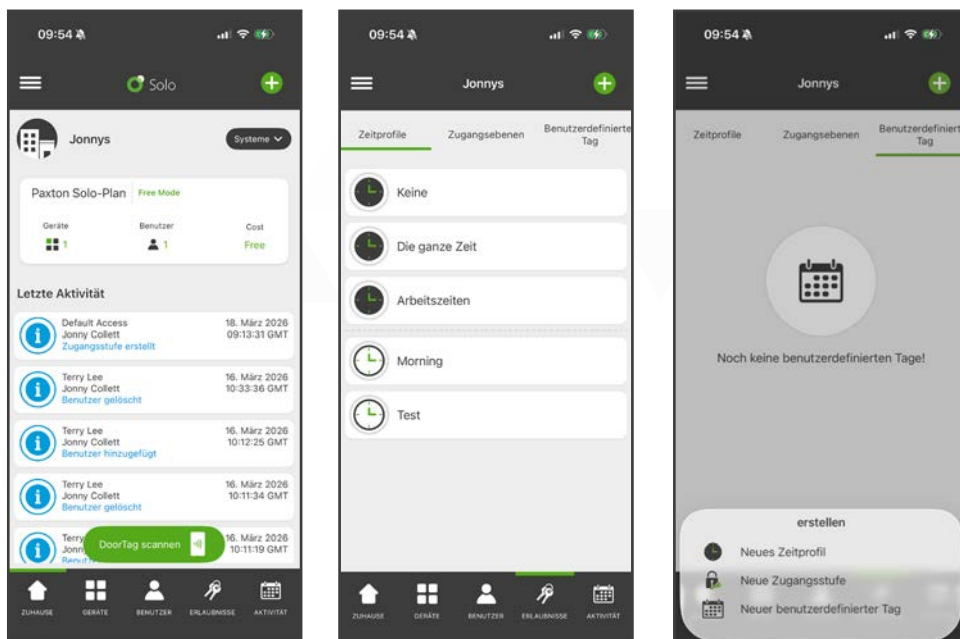 09:54
Solo
Jonnys
Systeme
Paxton Solo-Plan
Free Mode
Geräte
Benutzer
Cost
1
1
Free
Letzte Aktivität
Default Access
18. März 2026
Jonny Collett
09:13:31 GMT
Zugangsstufe erstellt
Terry Lee
16. März 2026
Jonny Collett
10:33:36 GMT
Benutzer gelöscht
Terry Lee
16. März 2026
Jonny Collett
10:12:25 GMT
Benutzer hinzugefügt
Terry Lee
16. März 2026
Jonny Collett
10:11:34 GMT
Benutzer gelöscht
Terry
16. März 2026
Jonn
10:11:19 GMT
DoorTag scannen
ZUHAUSE
GERÄTE
BENUTZER
ERLAUBNISSE
AKTIVITÄT
09:54
Jonnys
Zeitprofile
Zugangsebenen
Benutzerdefinierte
Tag
Keine
Die ganze Zeit
Arbeitszeiten
Morning
Test
ZUHAUSE
GERÄTE
BENUTZER
ERLAUBNISSE
AKTIVITÄT
09:54
Jonnys
Zeitprofile
Zugangsebenen
Benutzerdefiniert
Tag
Noch keine benutzerdefinierten Tage!
erstellen
Neues Zeitprofil
Neue Zugangsstufe
Neuer benutzerdefinierter Tag